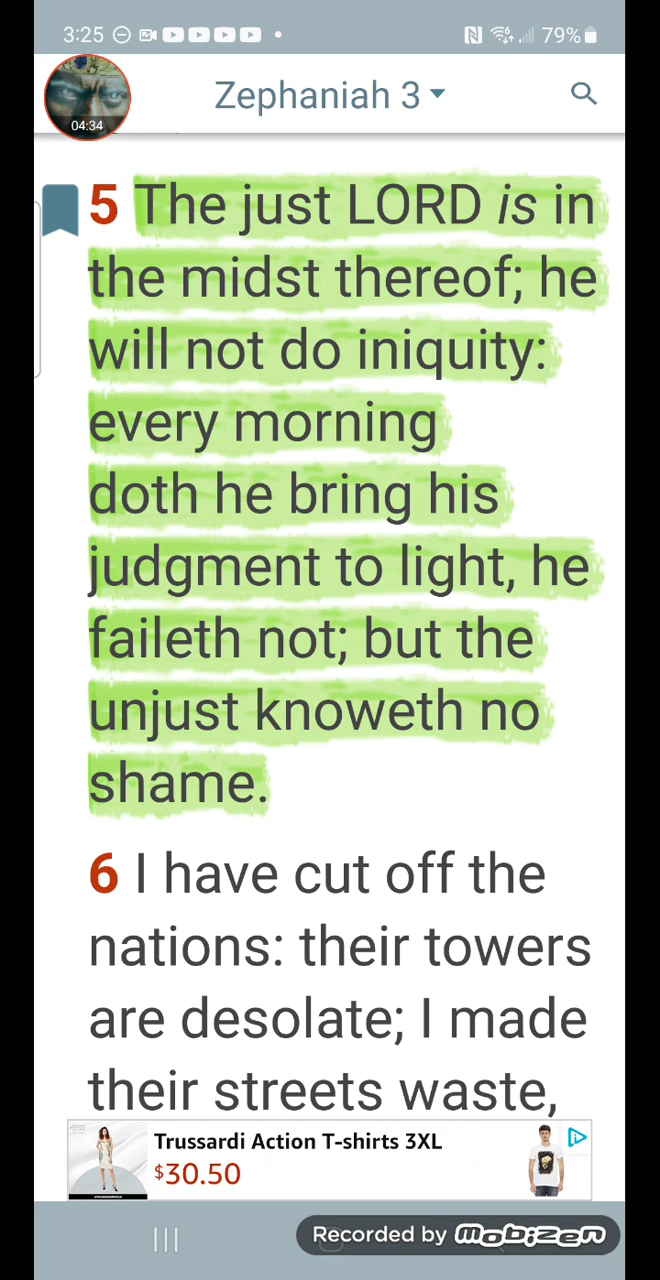 3:25
79%
04:34
Zephaniah 3
5 The just LORD is in
the midst thereof; he
will not do iniquity:
every morning
doth he bring his
judgment to light, he
faileth not; but the
unjust knoweth no
shame.
6 I have cut off the
nations: their towers
are desolate; I made
their streets waste,
Trussardi Action T-shirts 3XL
$30.50
Recorded by mobizen